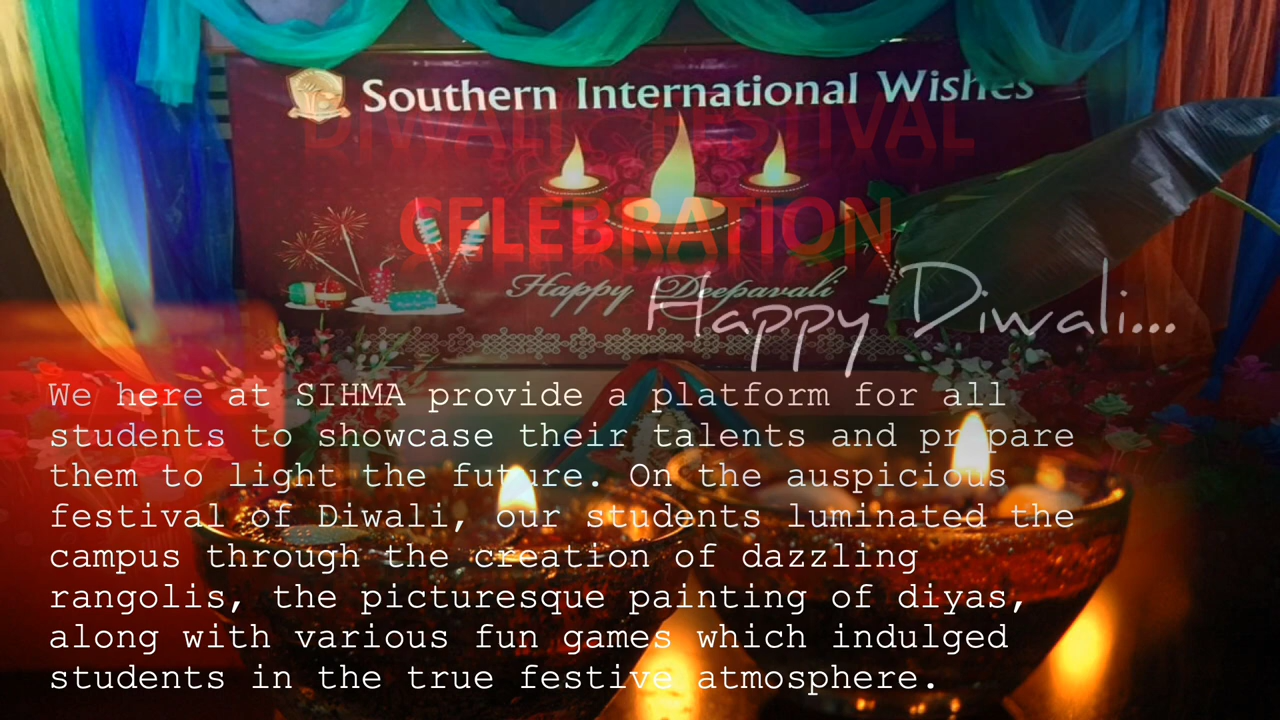 Southern International Wishes
DIWALI FESTIVAL
CELEBRATION
Happy Deepavali
Happy Diwali...
We here at SIHMA provide a platform for all
students to showcase their talents and prepare
them to light the future. On the auspicious
festival of Diwali, our students luminated the
campus through the creation of dazzling
rangolis, the picturesque painting of diyas,
along with various fun games which indulged
students in the true festive atmosphere.